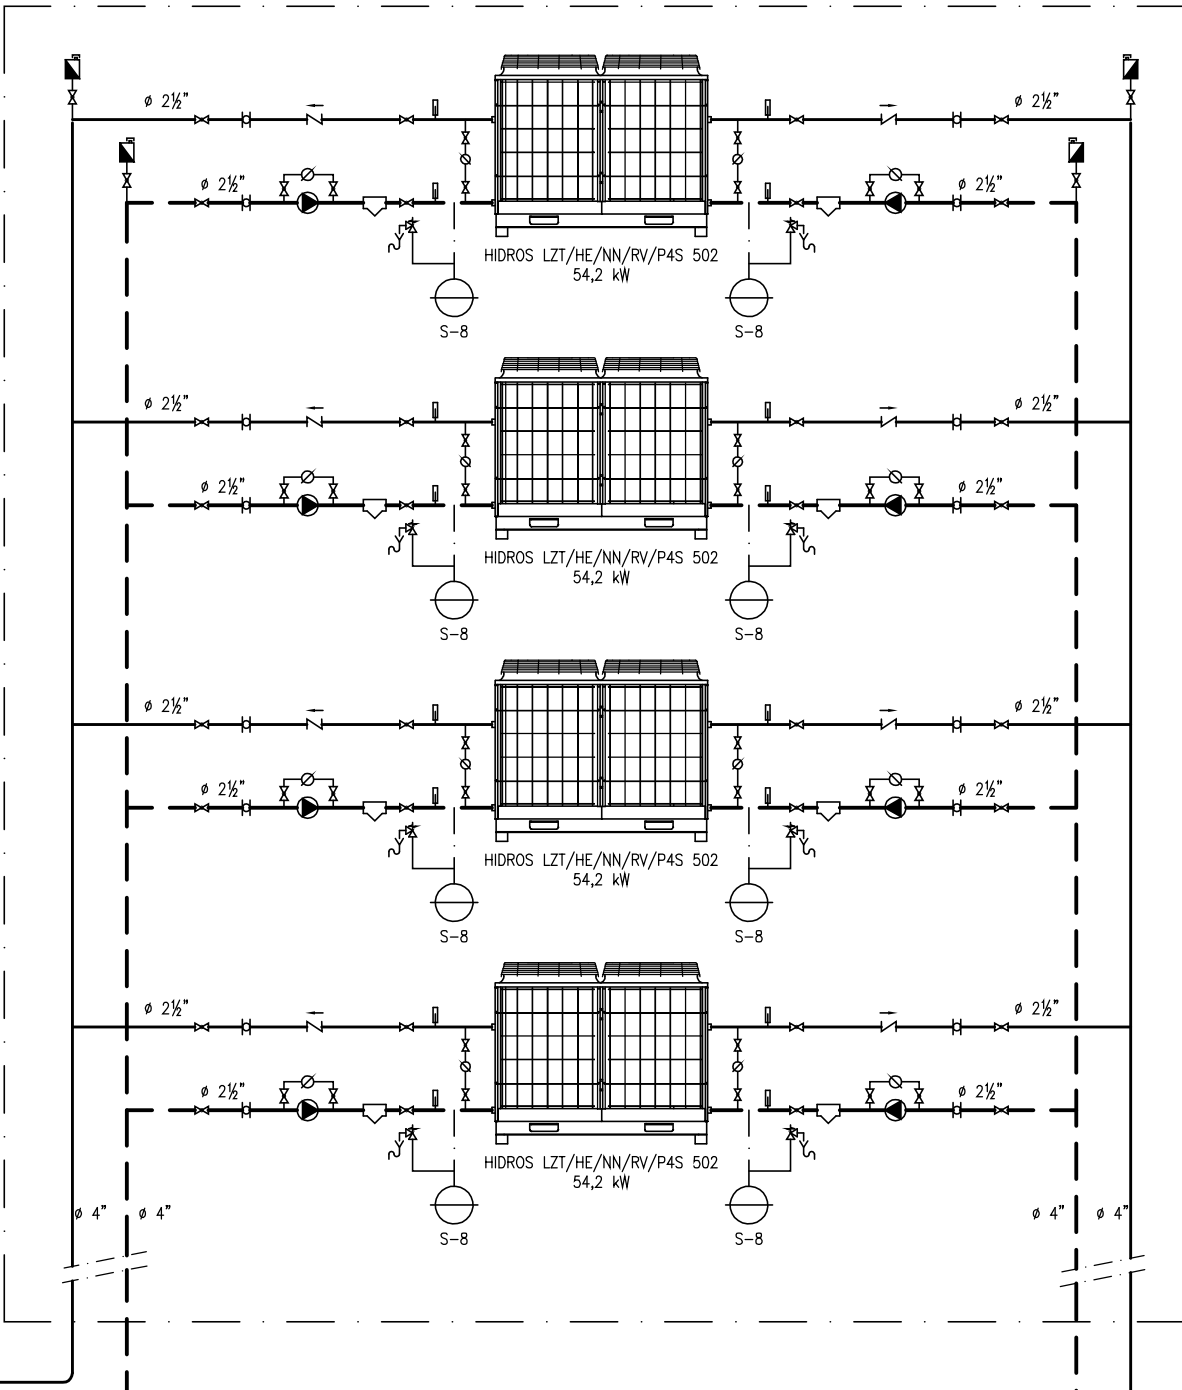 ø 2½" ø 2½"
ø 2½" ø 2½"
HIDROS LZT/HE/NN/RV/P4S 502
54,2 kW
S-8 S-8
ø 2½" ø 2½"
ø 2½" ø 2½"
HIDROS LZT/HE/NN/RV/P4S 502
54,2 kW
S-8 S-8
ø 2½" ø 2½"
ø 2½" ø 2½"
HIDROS LZT/HE/NN/RV/P4S 502
54,2 kW
S-8 S-8
ø 2½" ø 2½"
ø 2½" ø 2½"
HIDROS LZT/HE/NN/RV/P4S 502
54,2 kW
ø 4" ø 4" ø 4" ø 4"
S-8 S-8